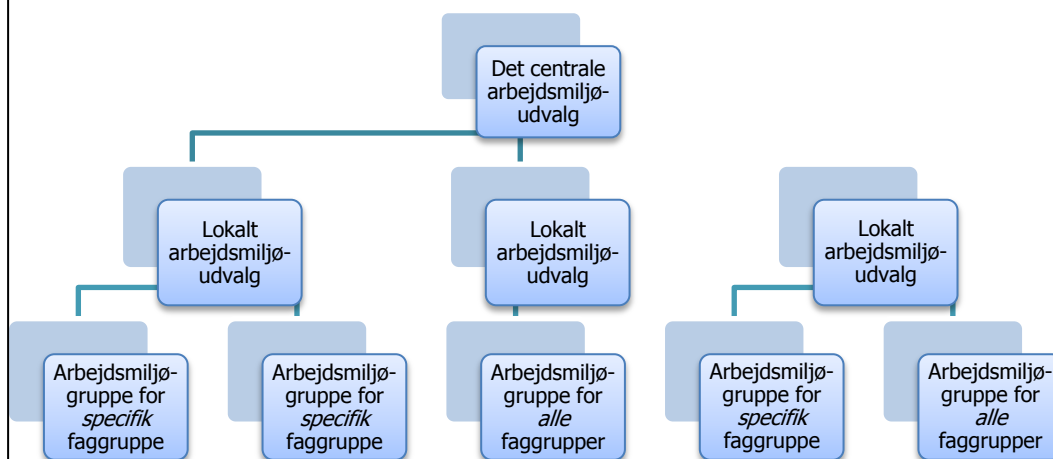 Det centrale
arbejdsmiljø-
udvalg
Lokalt
arbejdsmiljø-
udvalg
Lokalt
arbejdsmiljø-
udvalg
Lokalt
arbejdsmiljø-
udvalg
Arbejdsmiljø-
gruppe for
specifik
faggruppe
Arbejdsmiljø-
gruppe for
specifik
faggruppe
Arbejdsmiljø-
gruppe for
alle
faggrupper
Arbejdsmiljø-
gruppe for
specifik
faggruppe
Arbejdsmiljø-
gruppe for
alle
faggrupper